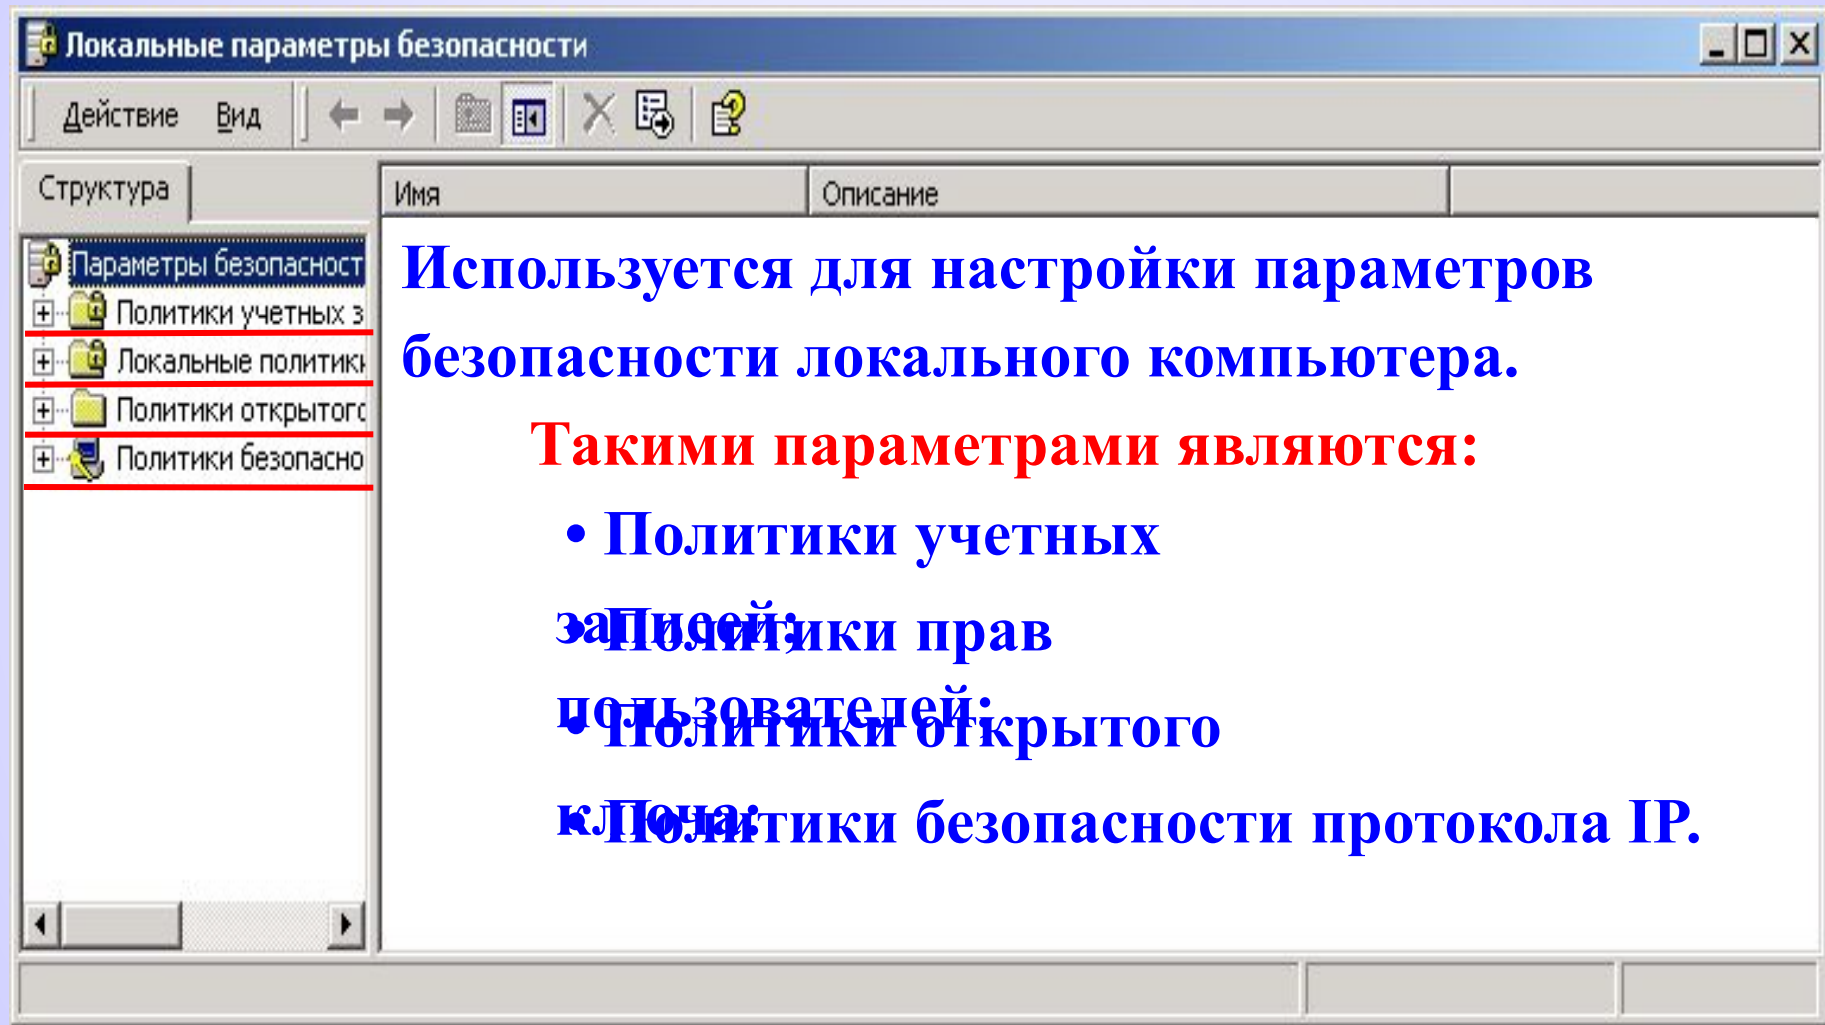 Локальные параметры безопасности
Действие Вид
Структура
Имя Описание
Параметры безопасност
Политики учетных з
Локальные политики
Политики открытого
Политики безопасно
Используется для настройки параметров
безопасности локального компьютера.
Такими параметрами являются:
• Политики учетных
записей;
• Политики прав
пользователей;
• Политики открытого
ключа;
• Политики безопасности протокола IP.